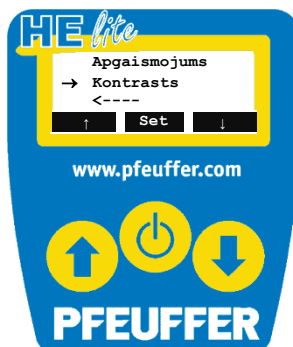 HE lite
Apgaismojums
→ Kontrasts
<----
↑ Set ↓
www.pfeuffer.com
PFEUFFER